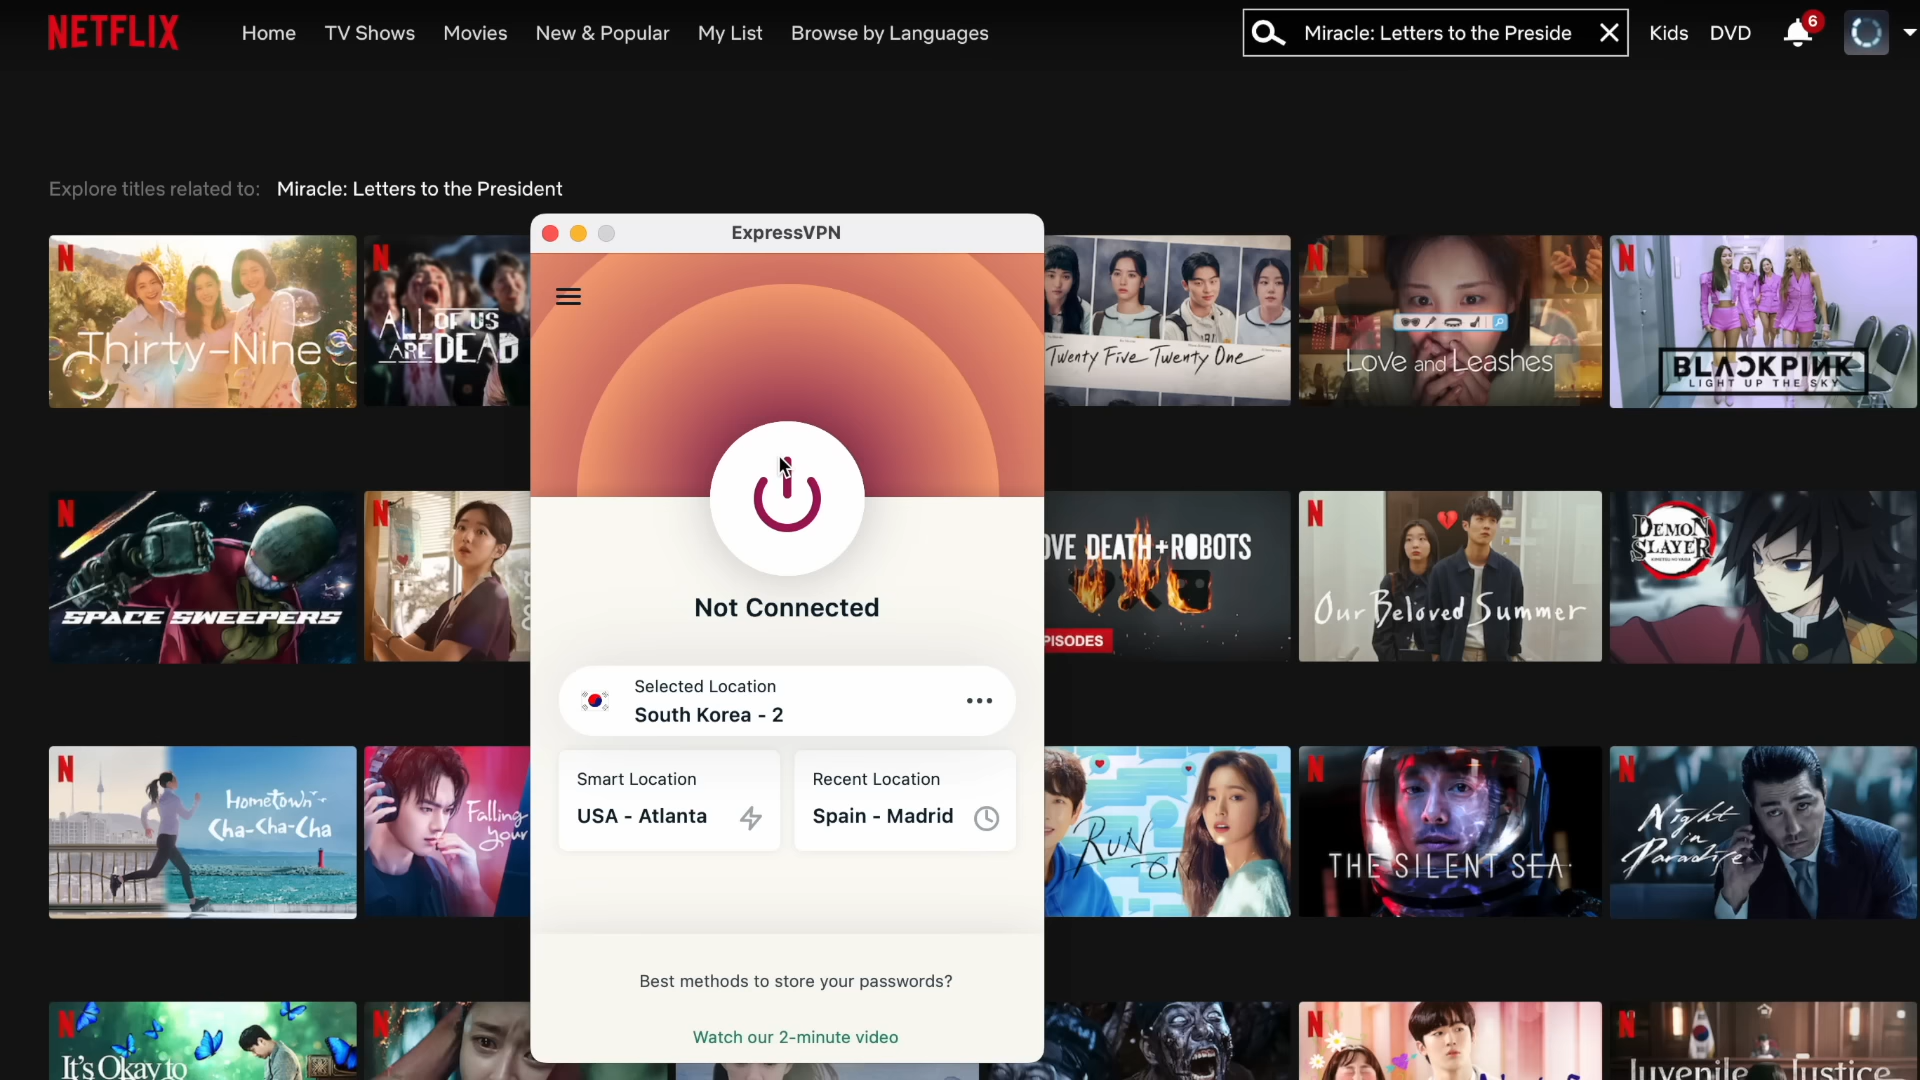 NETFLIX
Home TV Shows Movies New & Popular My List Browse by Languages
Miracle: Letters to the Preside
Kids DVD
6
Explore titles related to: Miracle: Letters to the President
ExpressVPN
N
Thirty-Nine
N
ALL OF US
ARE DEAD
Twenty Five Twenty One
N
Love and Leashes
N
BLACKPINK
LIGHT UP THE SKY
Not Connected
Selected Location
South Korea - 2
Smart Location
USA - Atlanta
Recent Location
Spain - Madrid
Best methods to store your passwords?
Watch our 2-minute video
N
SPACE SWEEPERS
N
OVE DEATH+ROBOTS
PISODES
N
Our Beloved Summer
DEMON
SLAYER
N
Hometown
Cha-Cha-Cha
Falling
your
RUN
ON
N
THE SILENT SEA
N
Night
in
Paradise
N
It's Okay to
N
N
N
Juvenile Justice